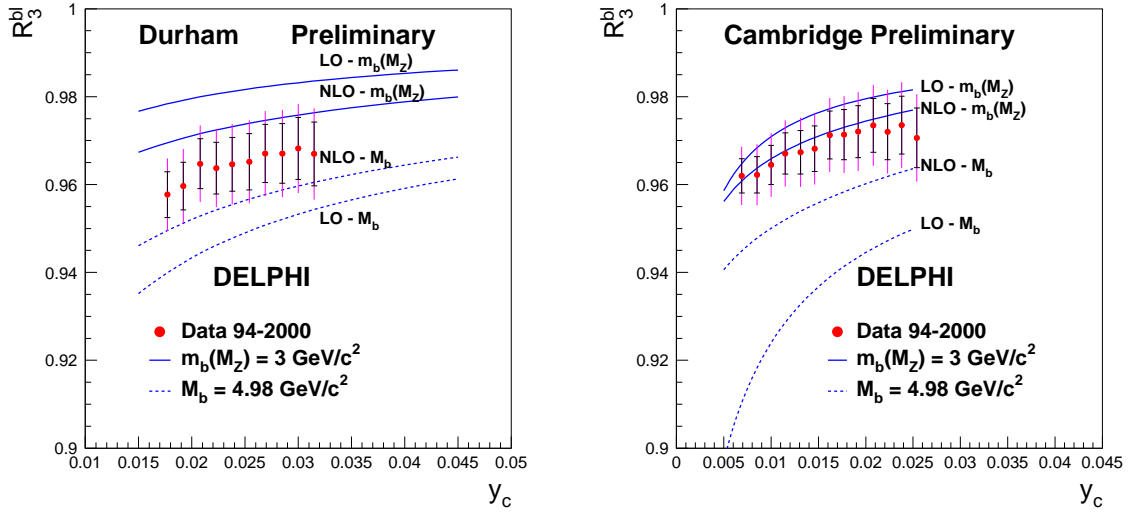 R₃ᵇˡ
1
0.98
0.96
0.94
0.92
0.9
Durham Preliminary
LO - m_b(M_Z)
NLO - m_b(M_Z)
NLO - M_b
LO - M_b
DELPHI
Data 94-2000
m_b(M_Z) = 3 GeV/c²
M_b = 4.98 GeV/c²
0.01 0.015 0.02 0.025 0.03 0.035 0.04 0.045 0.05
y_c
R₃ᵇˡ
1
0.98
0.96
0.94
0.92
0.9
Cambridge Preliminary
LO - m_b(M_Z)
NLO - m_b(M_Z)
NLO - M_b
LO - M_b
DELPHI
Data 94-2000
m_b(M_Z) = 3 GeV/c²
M_b = 4.98 GeV/c²
0 0.005 0.01 0.015 0.02 0.025 0.03 0.035 0.04 0.045
y_c